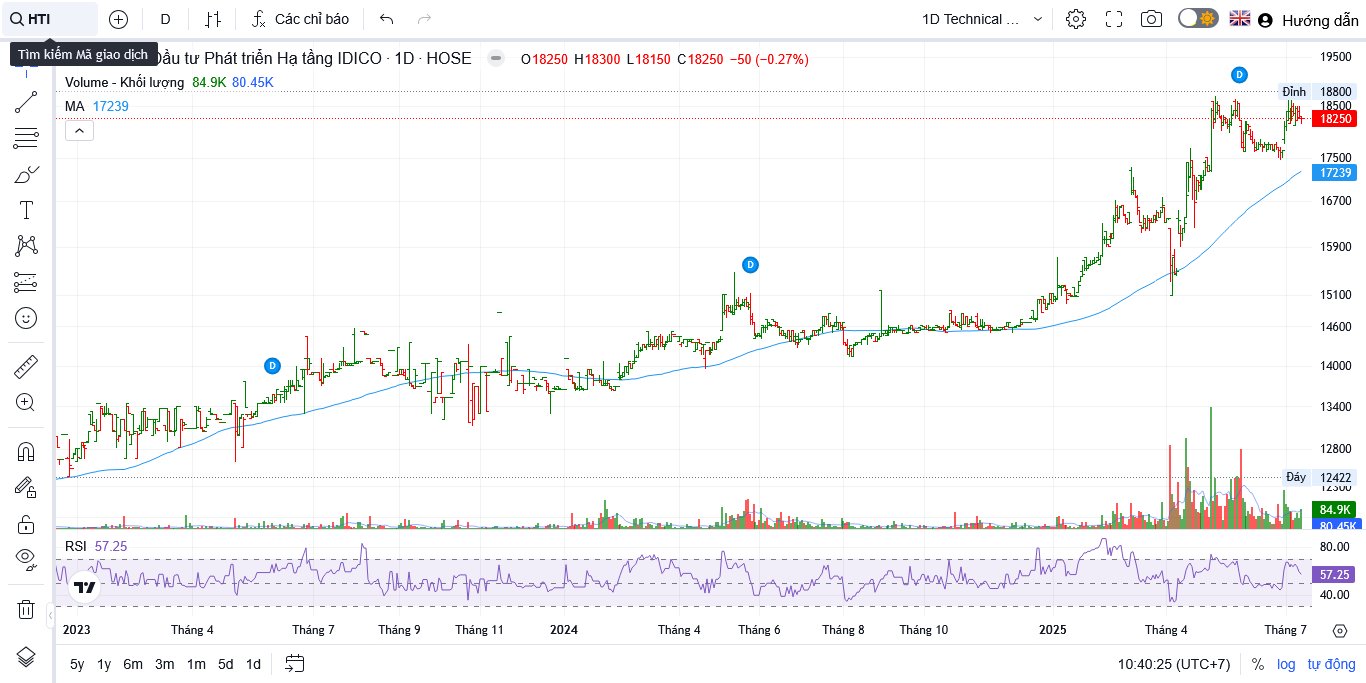 HTI
D
Các chỉ báo
1D Technical ...
Hướng dẫn
Tìm kiếm Mã giao dịch
Đầu tư Phát triển Hạ tầng IDICO · 1D · HOSE
O18250 H18300 L18150 C18250 −50 (−0.27%)
Volume - Khối lượng 84.9K 80.45K
MA 17239
D
D
D
19500
Đỉnh 18800
18500
18250
17500
17239
16700
15900
15100
14600
14000
13400
12800
Đáy 12422
12300
84.9K
80.45K
RSI 57.25
80.00
57.25
40.00
2023 Tháng 4 Tháng 7 Tháng 9 Tháng 11 2024 Tháng 4 Tháng 6 Tháng 8 Tháng 10 2025 Tháng 4 Tháng 7
5y 1y 6m 3m 1m 5d 1d
10:40:25 (UTC+7) % log tự động